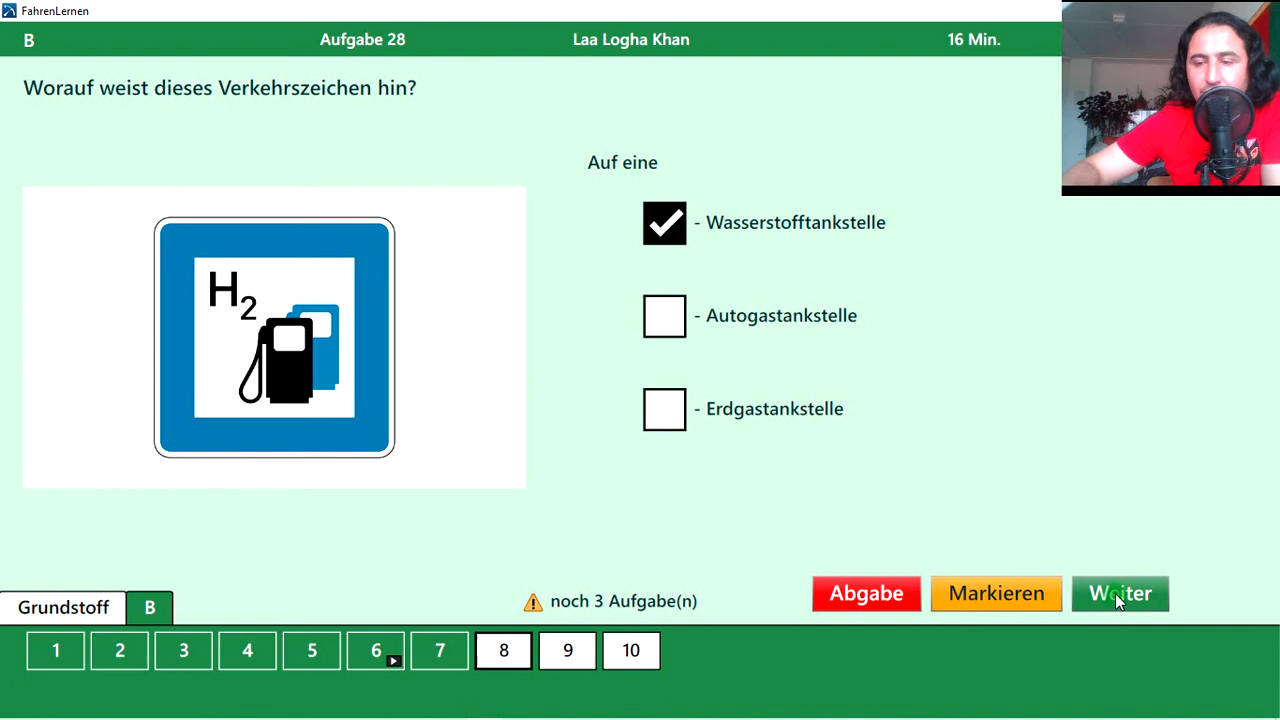 FahrenLernen
B Aufgabe 28 Laa Logha Khan 16 Min.
Worauf weist dieses Verkehrszeichen hin?
Auf eine
H2
- Wasserstofftankstelle
- Autogastankstelle
- Erdgastankstelle
Abgabe Markieren Weiter
Grundstoff B noch 3 Aufgabe(n)
1 2 3 4 5 6 7 8 9 10